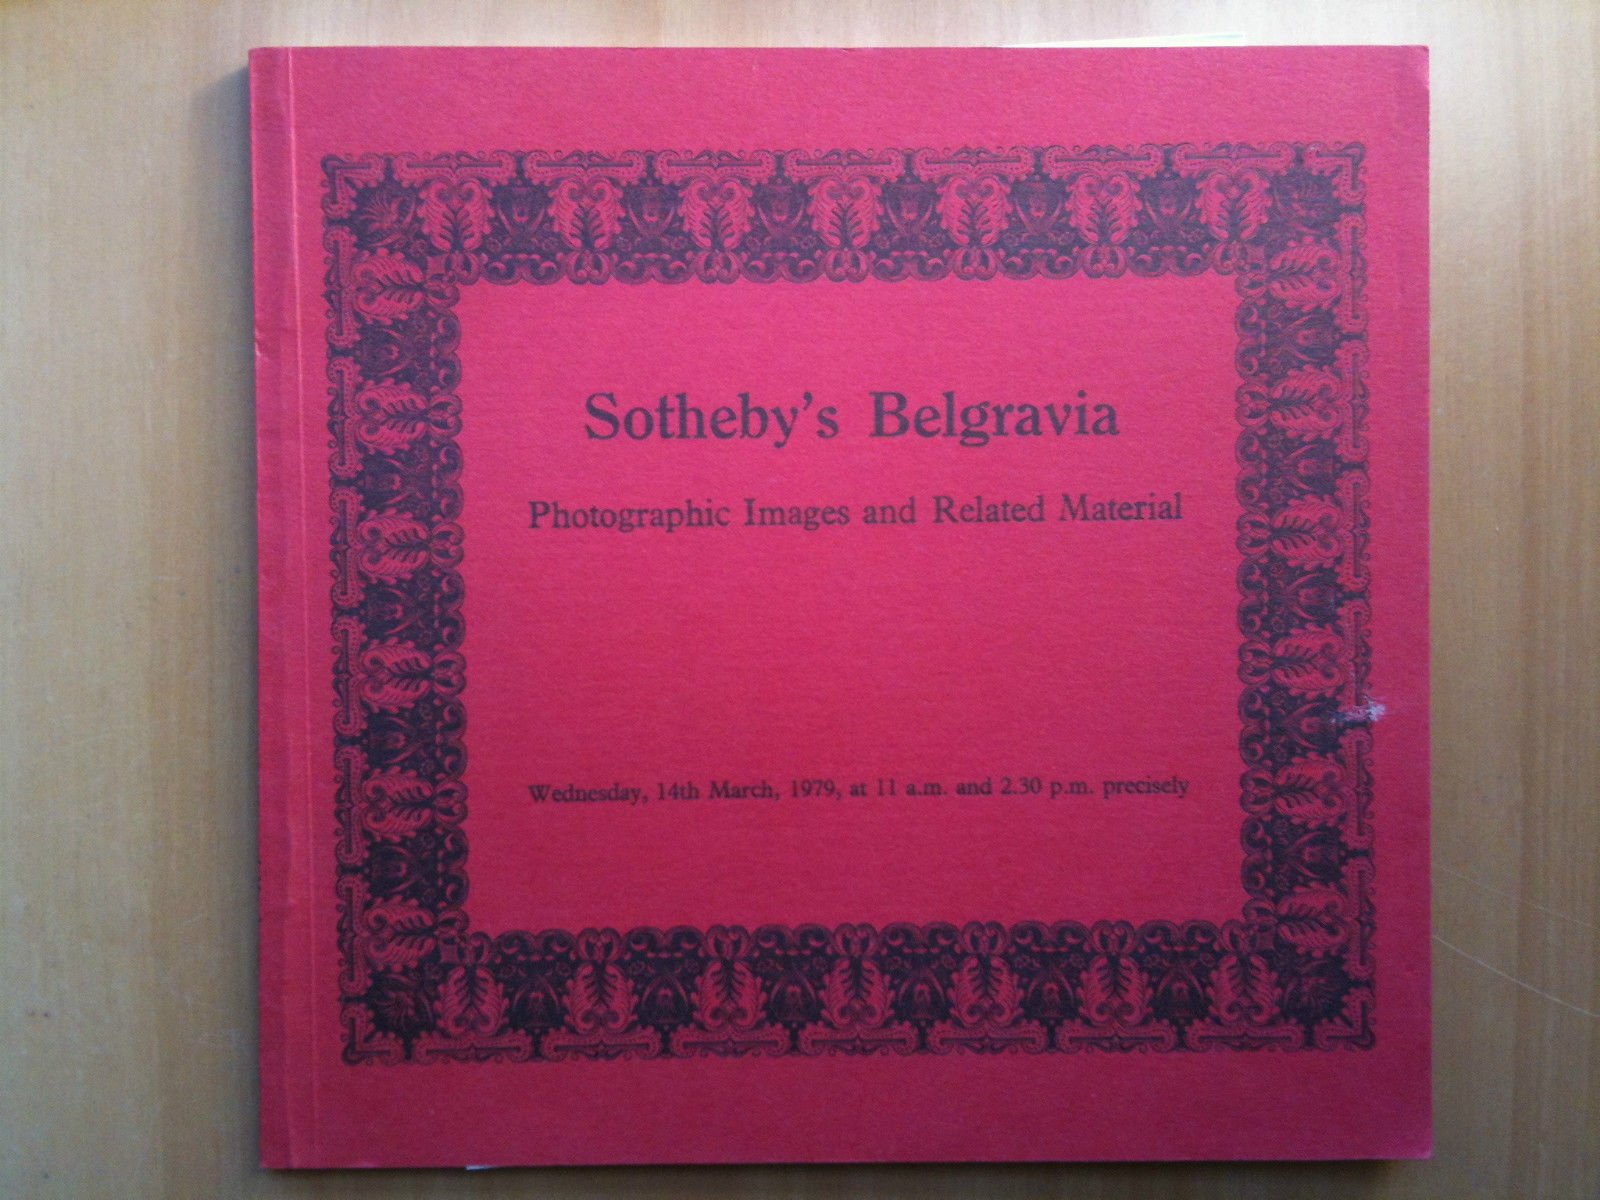 Sotheby's Belgravia
Photographic Images and Related Material
Wednesday, 14th March, 1979, at 11 a.m. and 2.30 p.m. precisely